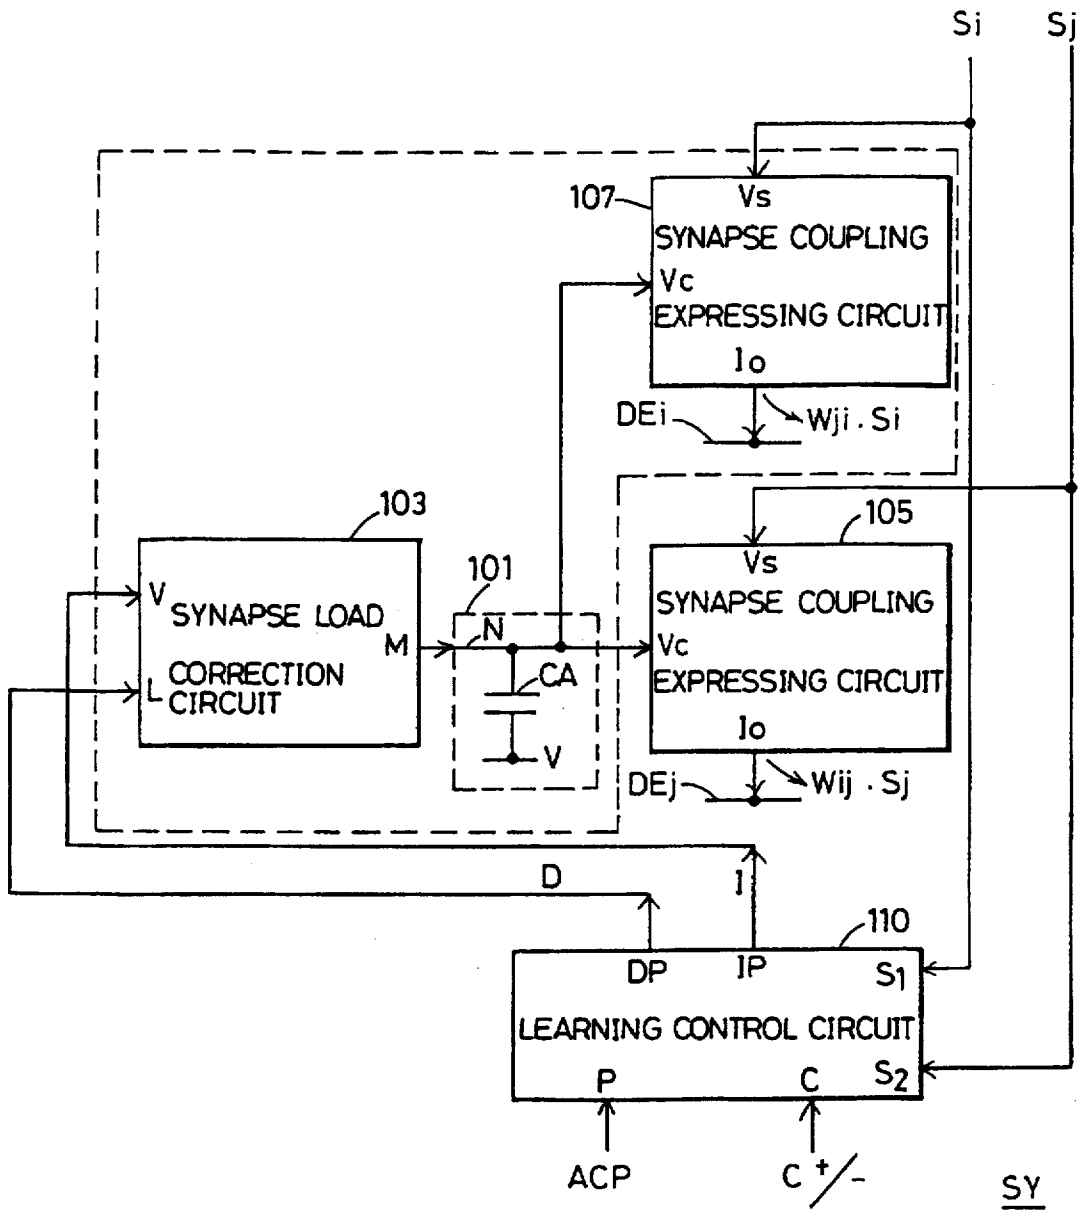 Si
Sj
107
Vs
SYNAPSE COUPLING
Vc
EXPRESSING CIRCUIT
Io
DEi
Wji · Si
103
105
V
SYNAPSE LOAD
M
L
CORRECTION
CIRCUIT
101
N
CA
V
Vs
SYNAPSE COUPLING
Vc
EXPRESSING CIRCUIT
Io
DEj
Wij · Sj
D
I
110
DP
IP
S1
LEARNING CONTROL CIRCUIT
S2
P
C
ACP
C +/-
SY